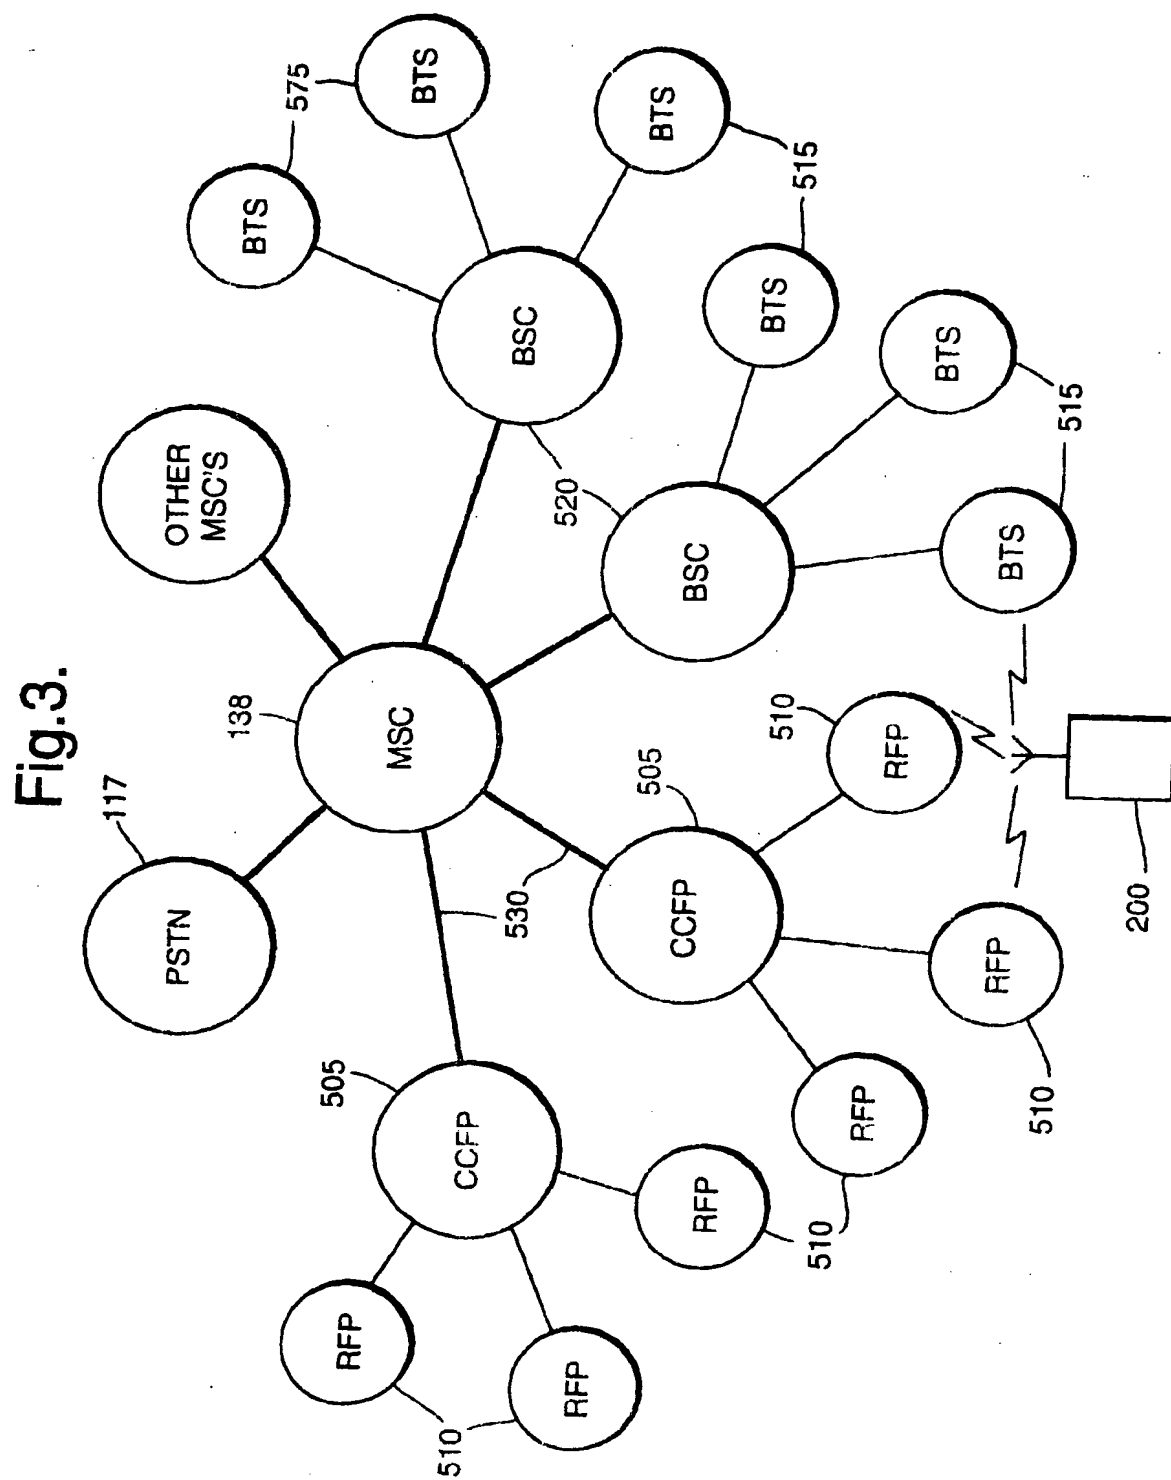 Fig.3.
PSTN
117
138
MSC
OTHER
MSC'S
BTS
575
BTS
BSC
BTS
515
520
BTS
BSC
BTS
515
BTS
530
505
CCFP
505
CCFP
510
RFP
RFP
510
RFP
RFP
510
RFP
510
RFP
510
200